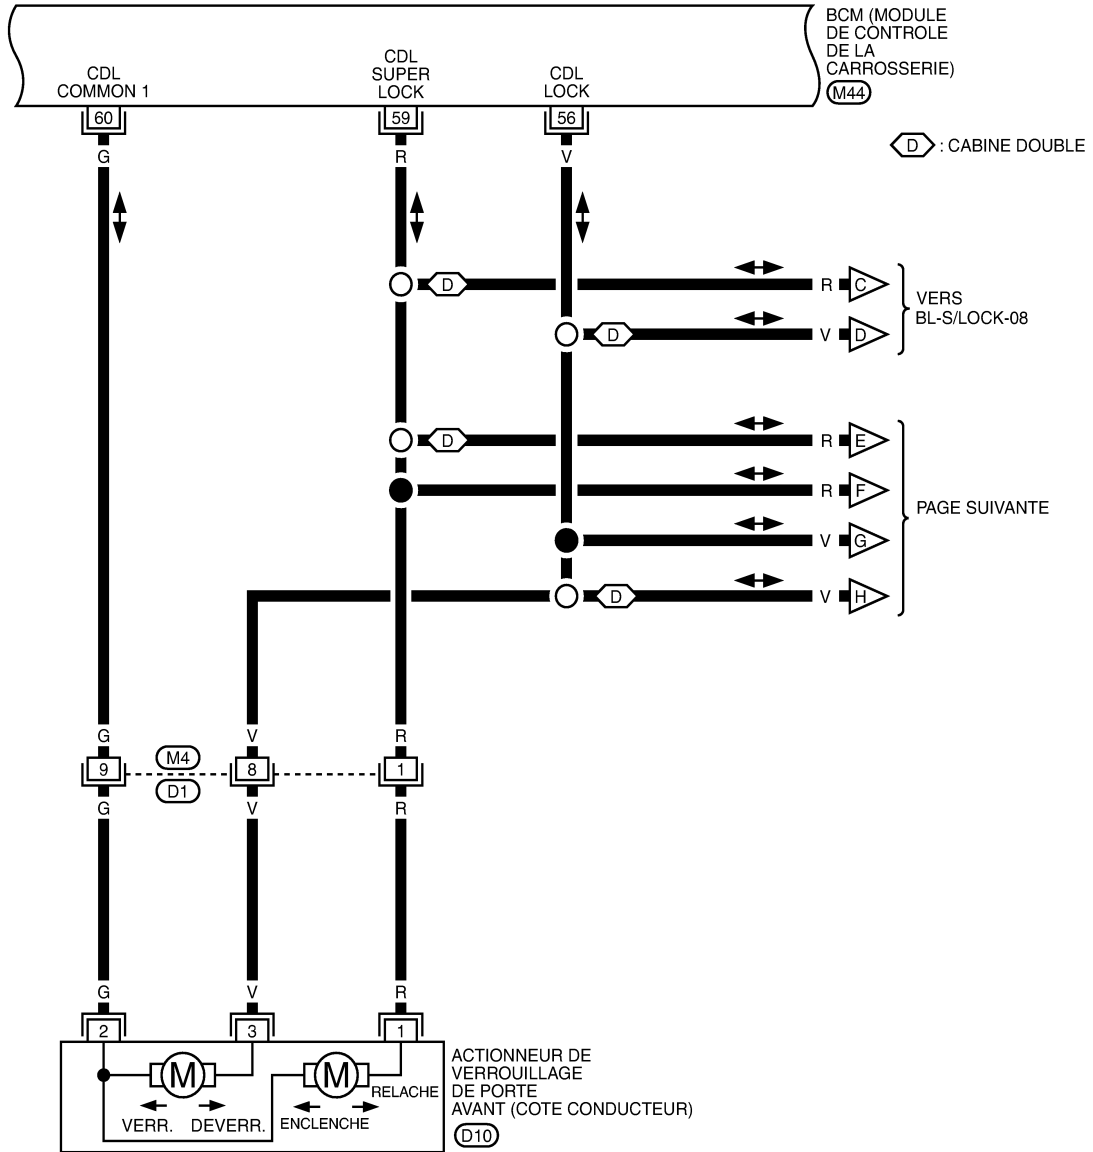 BCM (MODULE
DE CONTROLE
DE LA
CARROSSERIE)
M44
CDL
COMMON 1
CDL
SUPER
LOCK
CDL
LOCK
60
59
56
G
R
V
D : CABINE DOUBLE
D
R
C
D
V
D
VERS
BL-S/LOCK-08
D
R
E
R
F
V
G
D
V
H
PAGE SUIVANTE
G
V
R
9
M4
8
1
D1
G
V
R
G
V
R
2
3
1
M
M
VERR.
DEVERR.
ENCLENCHE
RELACHE
ACTIONNEUR DE
VERROUILLAGE
DE PORTE
AVANT (COTE CONDUCTEUR)
D10